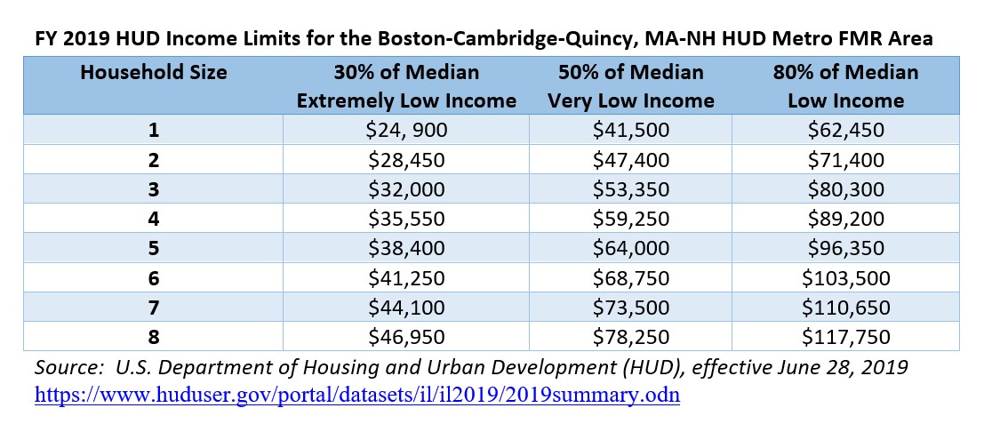 FY 2019 HUD Income Limits for the Boston-Cambridge-Quincy, MA-NH HUD Metro FMR Area
Household Size 30% of Median 50% of Median 80% of Median
Extremely Low Income Very Low Income Low Income
1 $24, 900 $41,500 $62,450
2 $28,450 $47,400 $71,400
3 $32,000 $53,350 $80,300
4 $35,550 $59,250 $89,200
5 $38,400 $64,000 $96,350
6 $41,250 $68,750 $103,500
7 $44,100 $73,500 $110,650
8 $46,950 $78,250 $117,750
Source: U.S. Department of Housing and Urban Development (HUD), effective June 28, 2019
https://www.huduser.gov/portal/datasets/il/il2019/2019summary.odn